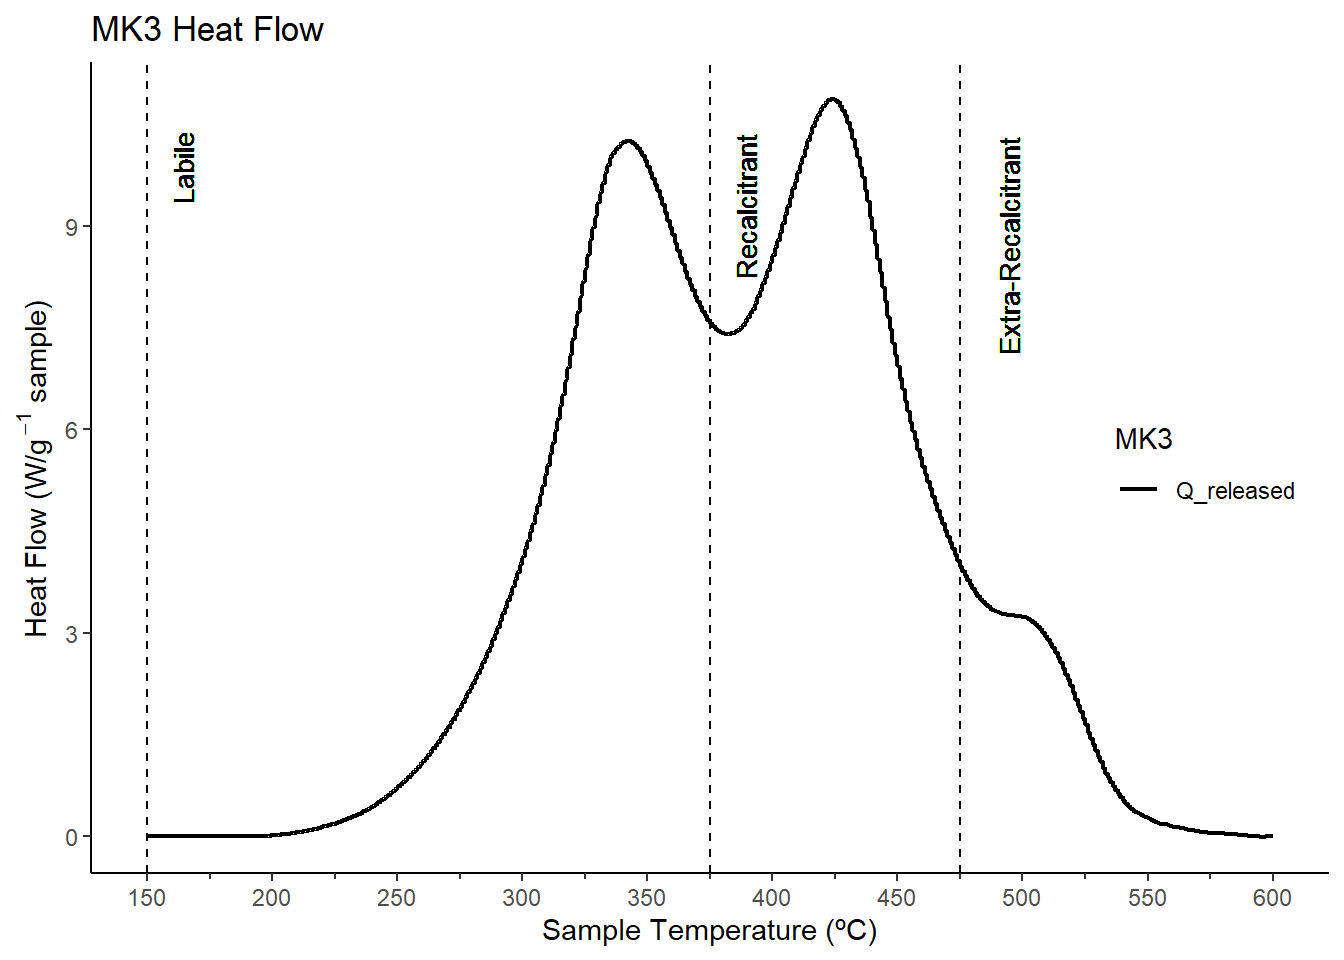 MK3 Heat Flow
Labile
Recalcitrant
Extra-Recalcitrant
9
6
3
0
Heat Flow (W/g⁻¹ sample)
MK3
Q_released
150 200 250 300 350 400 450 500 550 600
Sample Temperature (ºC)